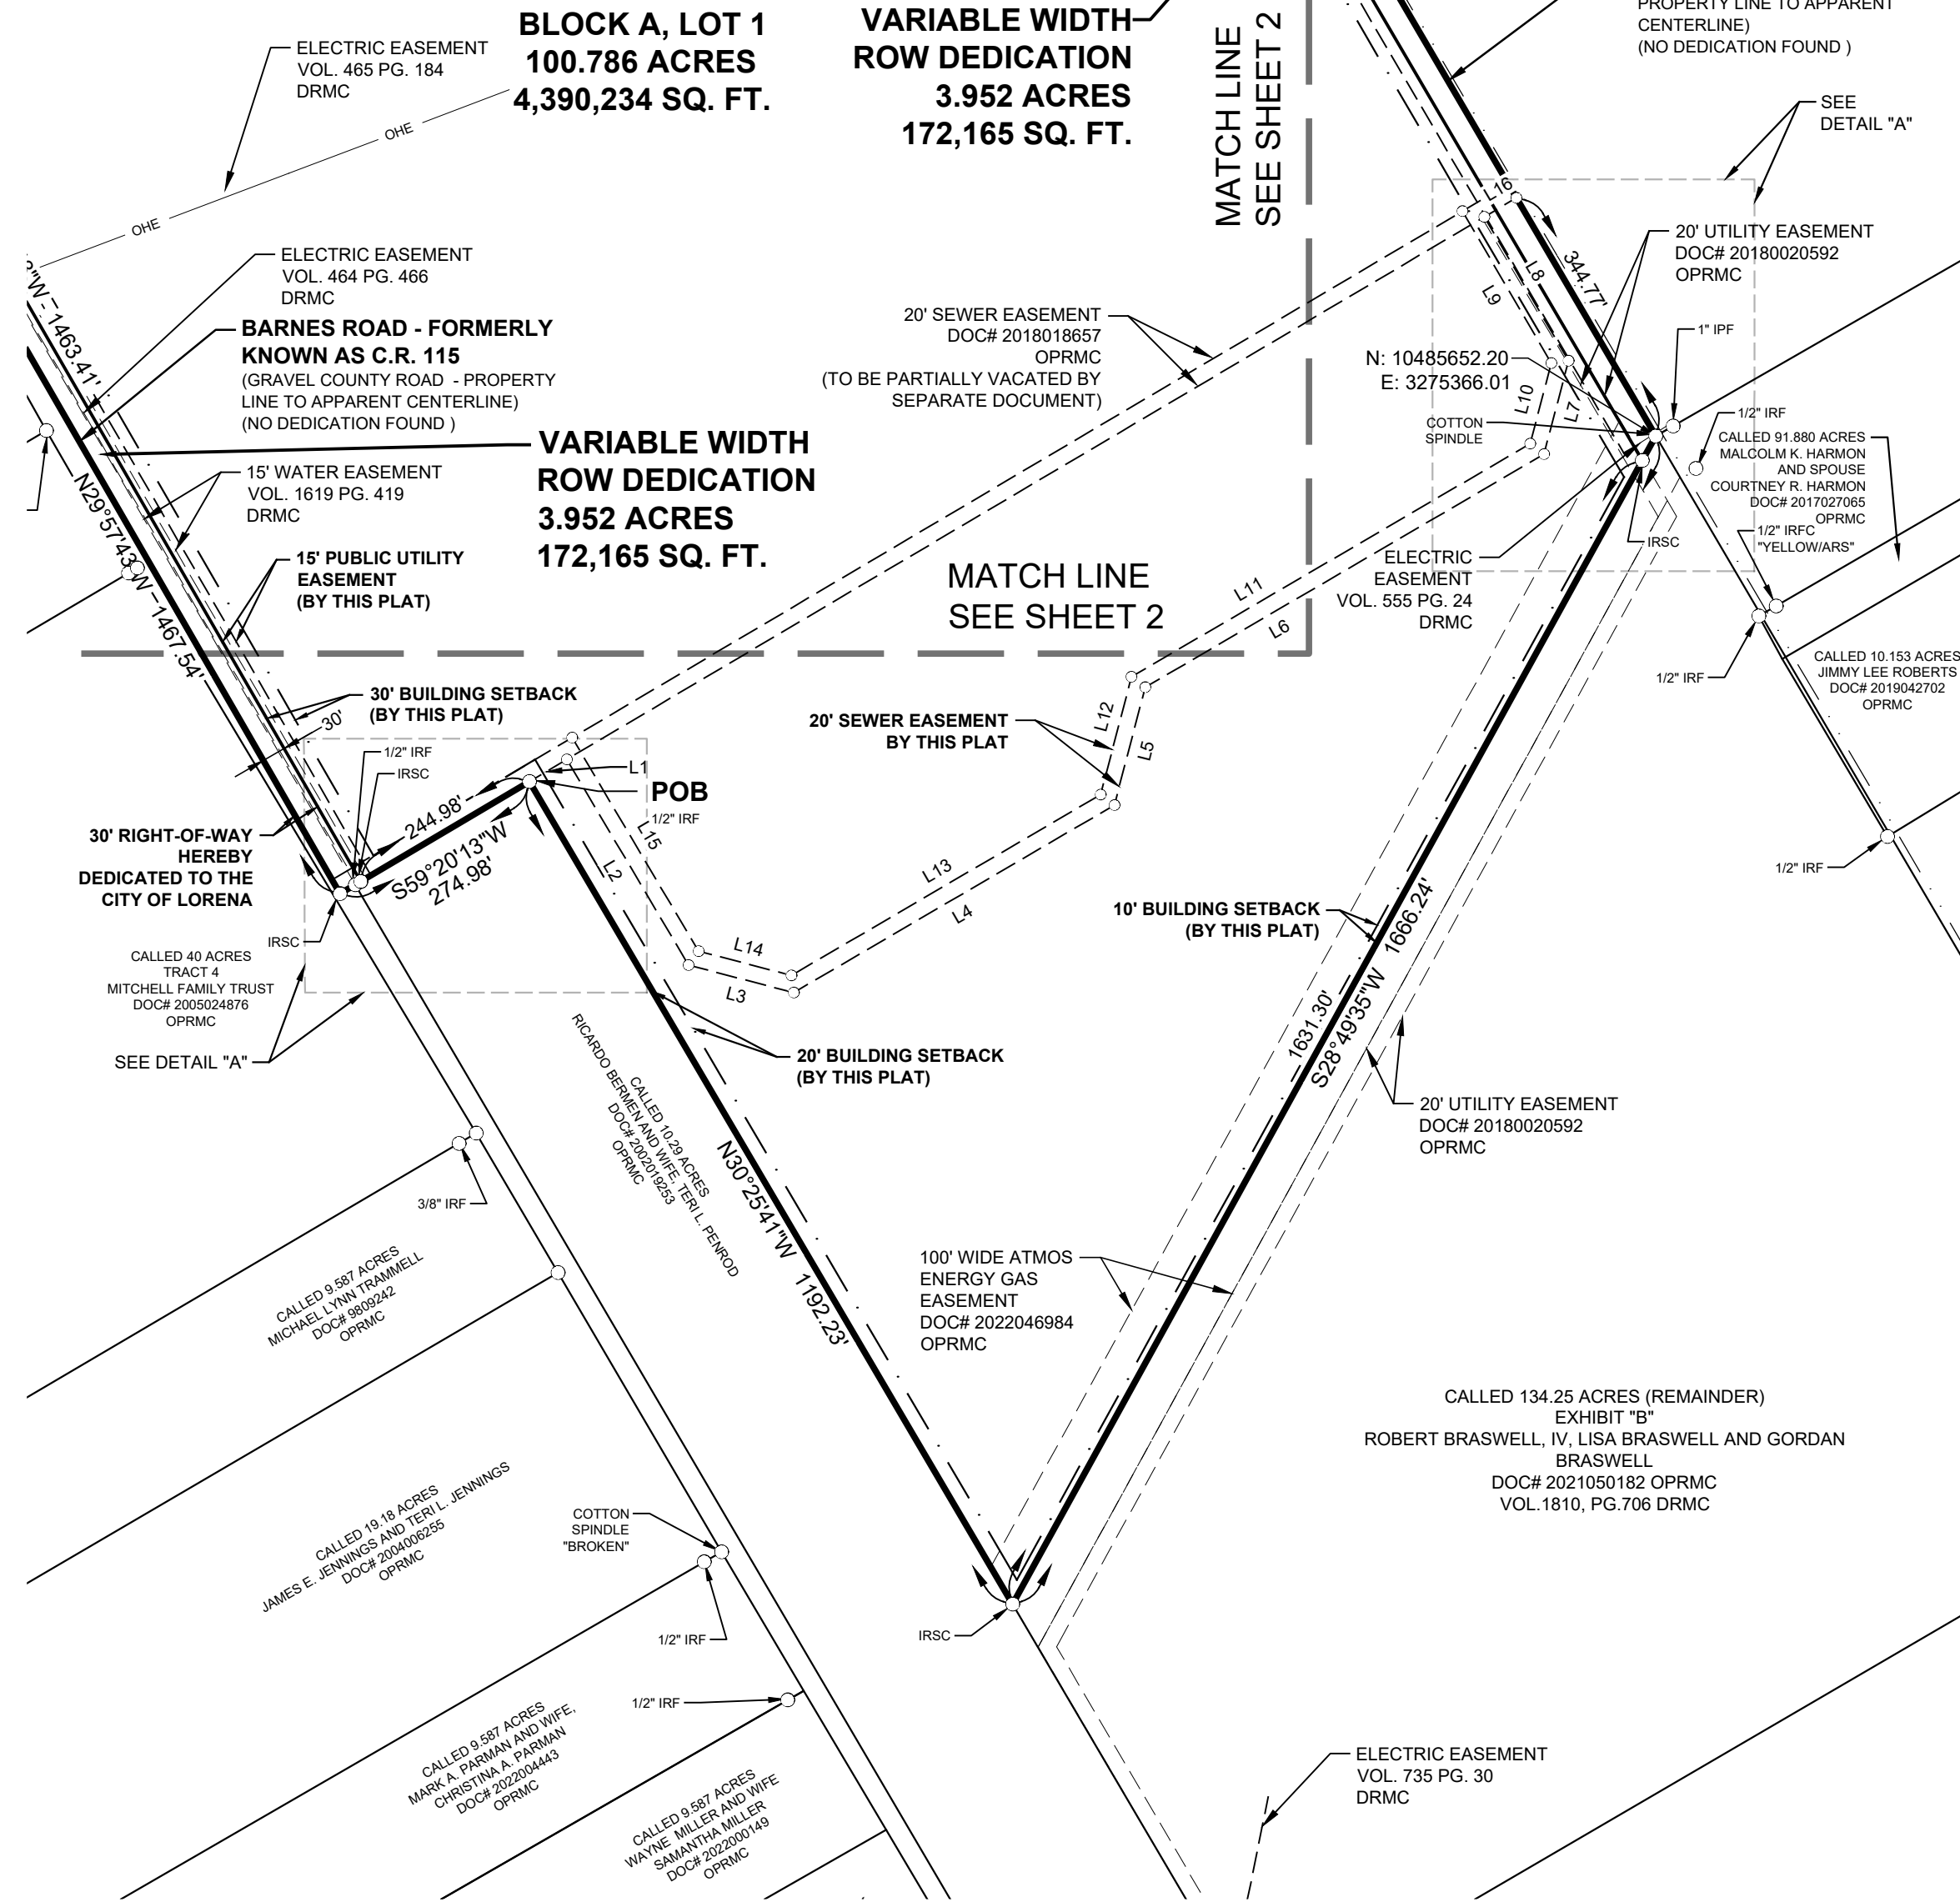 ELECTRIC EASEMENT
VOL. 465 PG. 184
DRMC
OHE
OHE
BLOCK A, LOT 1
100.786 ACRES
4,390,234 SQ. FT.
VARIABLE WIDTH
ROW DEDICATION
3.952 ACRES
172,165 SQ. FT.
MATCH LINE
SEE SHEET 2
PROPERTY LINE TO APPARENT
CENTERLINE)
(NO DEDICATION FOUND )
SEE
DETAIL "A"
20' UTILITY EASEMENT
DOC# 20180020592
OPRMC
16
L8
L9
344.77'
1" IPF
N: 10485652.20
E: 3275366.01
L10
L7
COTTON
SPINDLE
1/2" IRF
CALLED 91.880 ACRES
MALCOLM K. HARMON
AND SPOUSE
COURTNEY R. HARMON
DOC# 2017027065
OPRMC
1/2" IRFC
"YELLOW/ARS"
IRSC
ELECTRIC
EASEMENT
VOL. 555 PG. 24
DRMC
1/2" IRF
CALLED 10.153 ACRES
JIMMY LEE ROBERTS
DOC# 2019042702
OPRMC
1/2" IRF
ELECTRIC EASEMENT
VOL. 464 PG. 466
DRMC
"W - 1463.41'
BARNES ROAD - FORMERLY
KNOWN AS C.R. 115
(GRAVEL COUNTY ROAD - PROPERTY
LINE TO APPARENT CENTERLINE)
(NO DEDICATION FOUND )
VARIABLE WIDTH
ROW DEDICATION
3.952 ACRES
172,165 SQ. FT.
15' WATER EASEMENT
VOL. 1619 PG. 419
DRMC
N29°57'43"W - 1467.54'
15' PUBLIC UTILITY
EASEMENT
(BY THIS PLAT)
20' SEWER EASEMENT
DOC# 2018018657
OPRMC
(TO BE PARTIALLY VACATED BY
SEPARATE DOCUMENT)
MATCH LINE
SEE SHEET 2
L11
L6
30' BUILDING SETBACK
(BY THIS PLAT)
30'
1/2" IRF
IRSC
L1
POB
1/2" IRF
244.98'
S59°20'13"W
274.98'
L15
L2
20' SEWER EASEMENT
BY THIS PLAT
L12
L5
L13
L4
L14
L3
30' RIGHT-OF-WAY
HEREBY
DEDICATED TO THE
CITY OF LORENA
IRSC
CALLED 40 ACRES
TRACT 4
MITCHELL FAMILY TRUST
DOC# 2005024876
OPRMC
SEE DETAIL "A"
10' BUILDING SETBACK
(BY THIS PLAT)
1631.30'
S28°49'35"W 1666.24'
20' BUILDING SETBACK
(BY THIS PLAT)
CALLED 10.29 ACRES
RICARDO BERMEN AND WIFE, TERI L. PENROD
DOC# 2002019253
OPRMC
N30°25'41"W 1192.23'
20' UTILITY EASEMENT
DOC# 20180020592
OPRMC
3/8" IRF
CALLED 9.587 ACRES
MICHAEL LYNN TRAMMELL
DOC# 9809242
OPRMC
100' WIDE ATMOS
ENERGY GAS
EASEMENT
DOC# 2022046984
OPRMC
CALLED 134.25 ACRES (REMAINDER)
EXHIBIT "B"
ROBERT BRASWELL, IV, LISA BRASWELL AND GORDAN
BRASWELL
DOC# 2021050182 OPRMC
VOL.1810, PG.706 DRMC
CALLED 19.18 ACRES
JAMES E. JENNINGS AND TERI L. JENNINGS
DOC# 2004006255
OPRMC
COTTON
SPINDLE
"BROKEN"
1/2" IRF
IRSC
1/2" IRF
CALLED 9.587 ACRES
MARK A. PARMAN AND WIFE,
CHRISTINA A. PARMAN
DOC# 2022004443
OPRMC
CALLED 9.587 ACRES
WAYNE MILLER AND WIFE
SAMANTHA MILLER
DOC# 2022000149
OPRMC
ELECTRIC EASEMENT
VOL. 735 PG. 30
DRMC